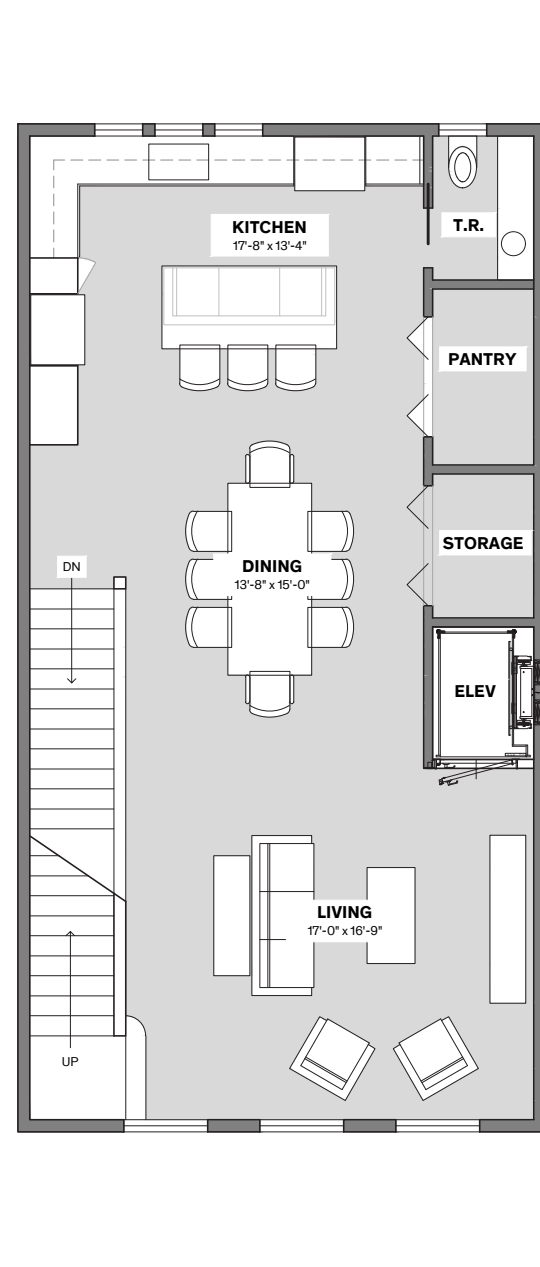 KITCHEN
17'-8" x 13'-4"
T.R.
PANTRY
STORAGE
DN
DINING
13'-8" x 15'-0"
ELEV
LIVING
17'-0" x 16'-9"
UP